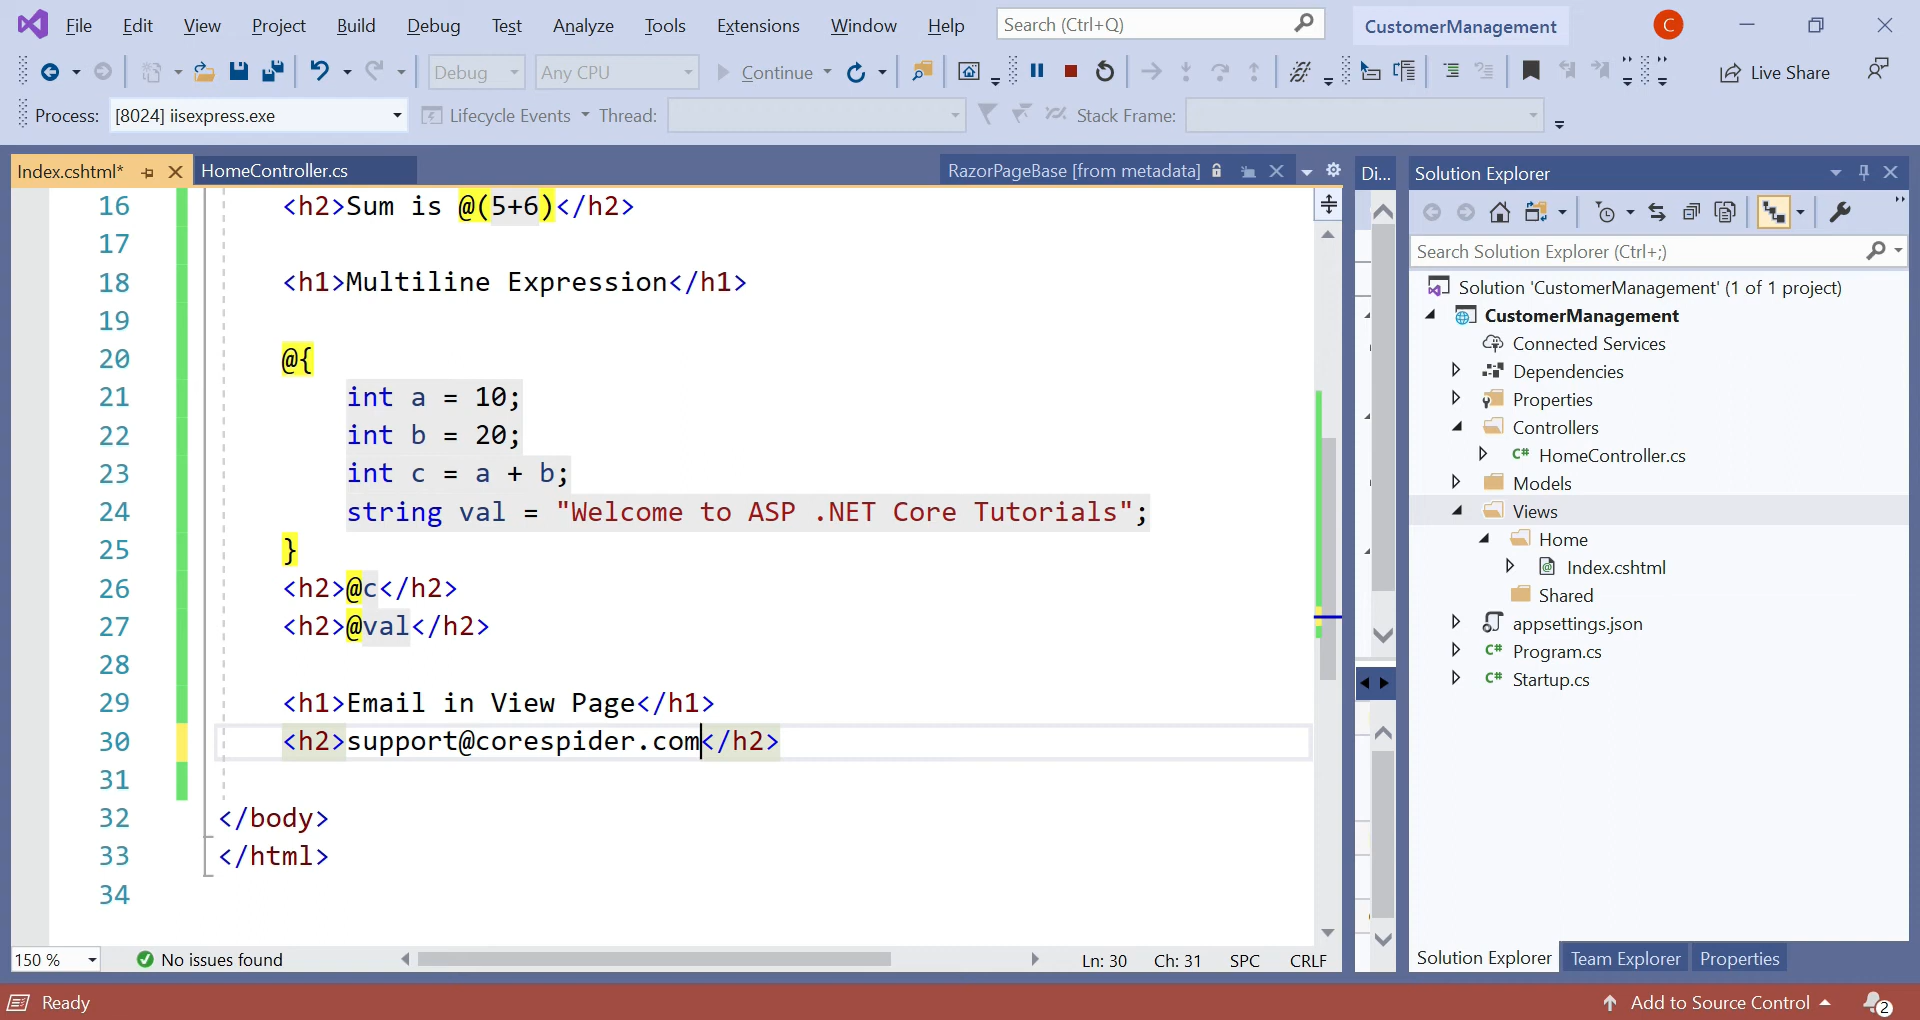 File Edit View Project Build Debug Test Analyze Tools Extensions Window Help Search (Ctrl+Q) CustomerManagement C
Debug Any CPU Continue Live Share
Process: [8024] iisexpress.exe Lifecycle Events Thread: Stack Frame:
Index.cshtml* HomeController.cs RazorPageBase [from metadata] Di...
16 <h2>Sum is @(5+6)</h2>
17
18 <h1>Multiline Expression</h1>
19
20 @{
21 int a = 10;
22 int b = 20;
23 int c = a + b;
24 string val = "Welcome to ASP .NET Core Tutorials";
25 }
26 <h2>@c</h2>
27 <h2>@val</h2>
28
29 <h1>Email in View Page</h1>
30 <h2>support@corespider.com</h2>
31
32 </body>
33 </html>
34
150 % No issues found Ln: 30 Ch: 31 SPC CRLF
Solution Explorer
Search Solution Explorer (Ctrl+;)
Solution 'CustomerManagement' (1 of 1 project)
CustomerManagement
Connected Services
Dependencies
Properties
Controllers
C# HomeController.cs
Models
Views
Home
Index.cshtml
Shared
appsettings.json
C# Program.cs
C# Startup.cs
Solution Explorer Team Explorer Properties
Ready Add to Source Control 2